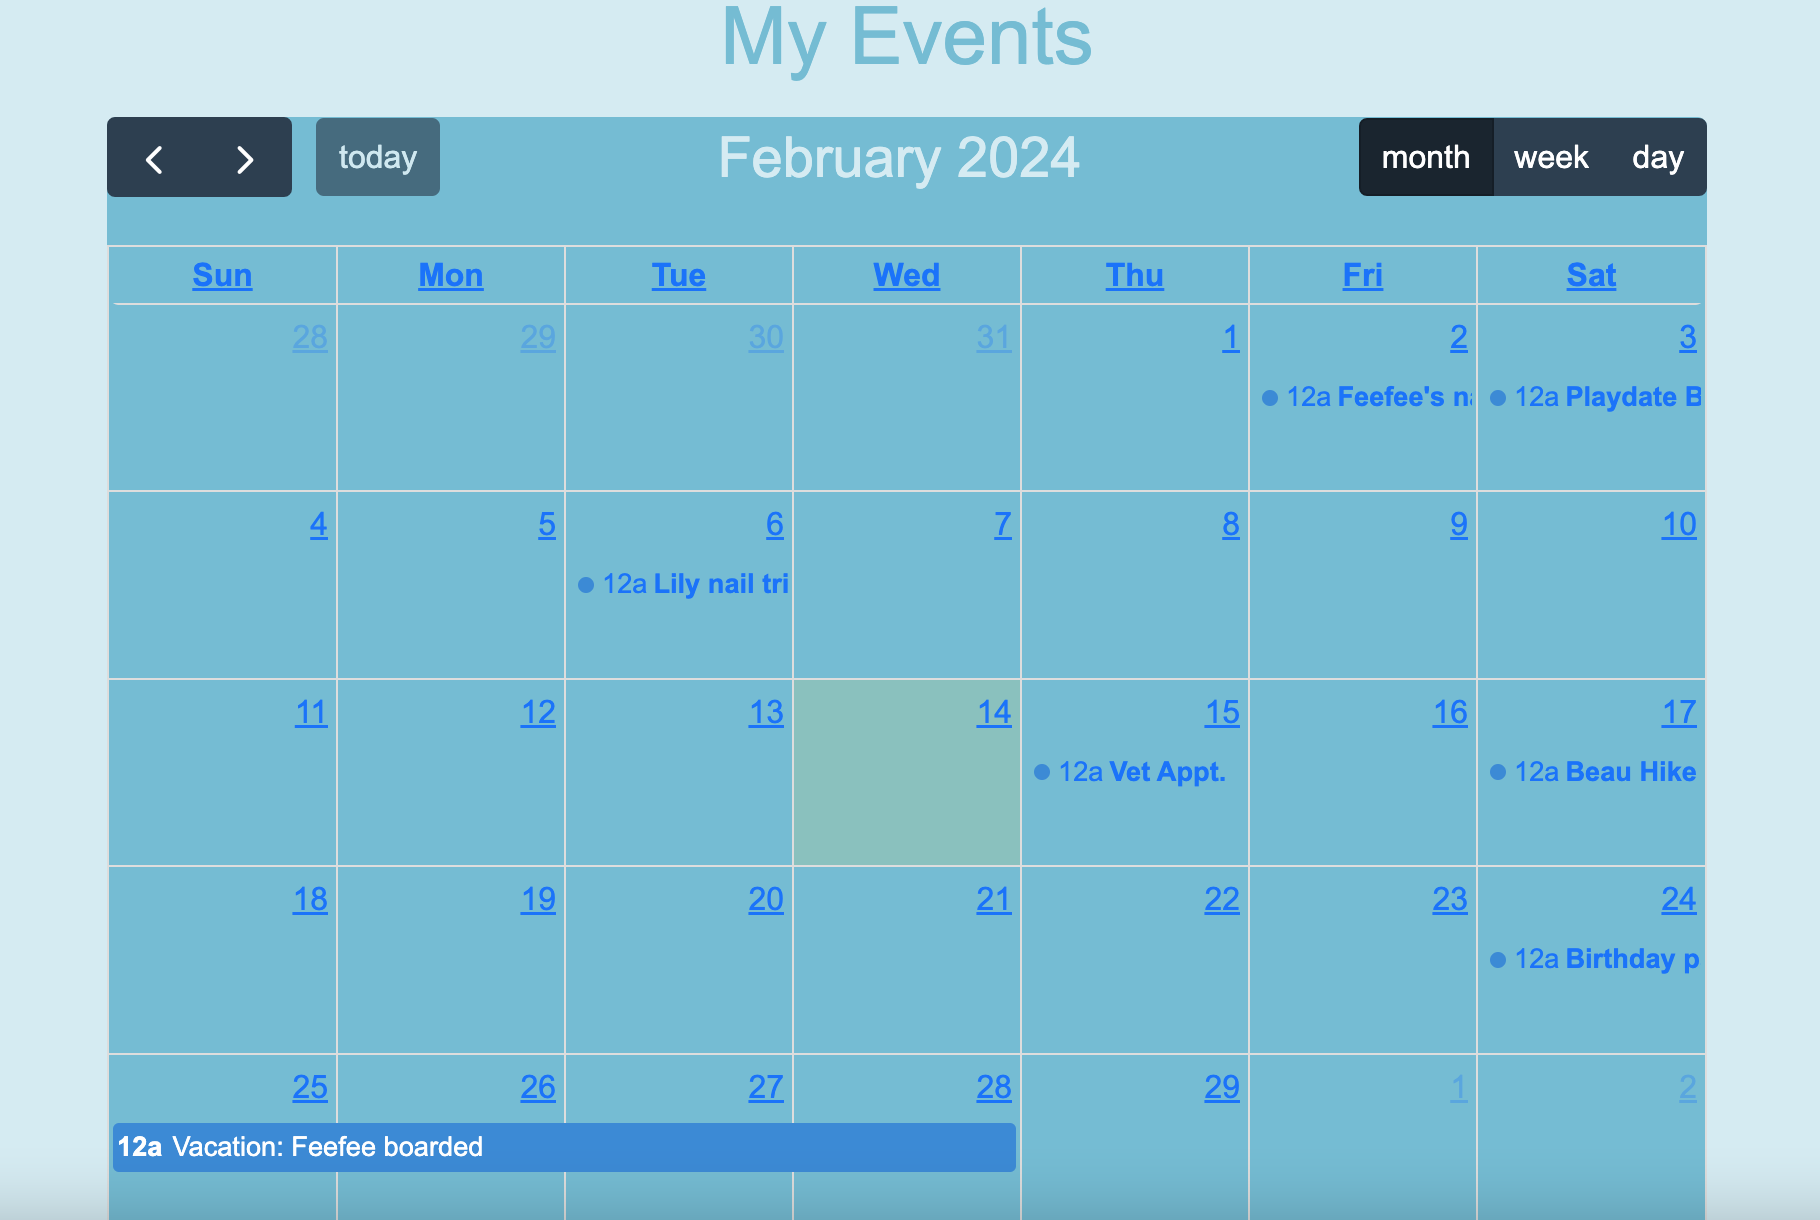 My Events
today February 2024 month week day
Sun Mon Tue Wed Thu Fri Sat
28 29 30 31 1 2 3
12a Feefee's 12a Playdate B
4 5 6 7 8 9 10
12a Lily nail tri
11 12 13 14 15 16 17
12a Vet Appt. 12a Beau Hike
18 19 20 21 22 23 24
12a Birthday p
25 26 27 28 29 1 2
12a Vacation: Feefee boarded